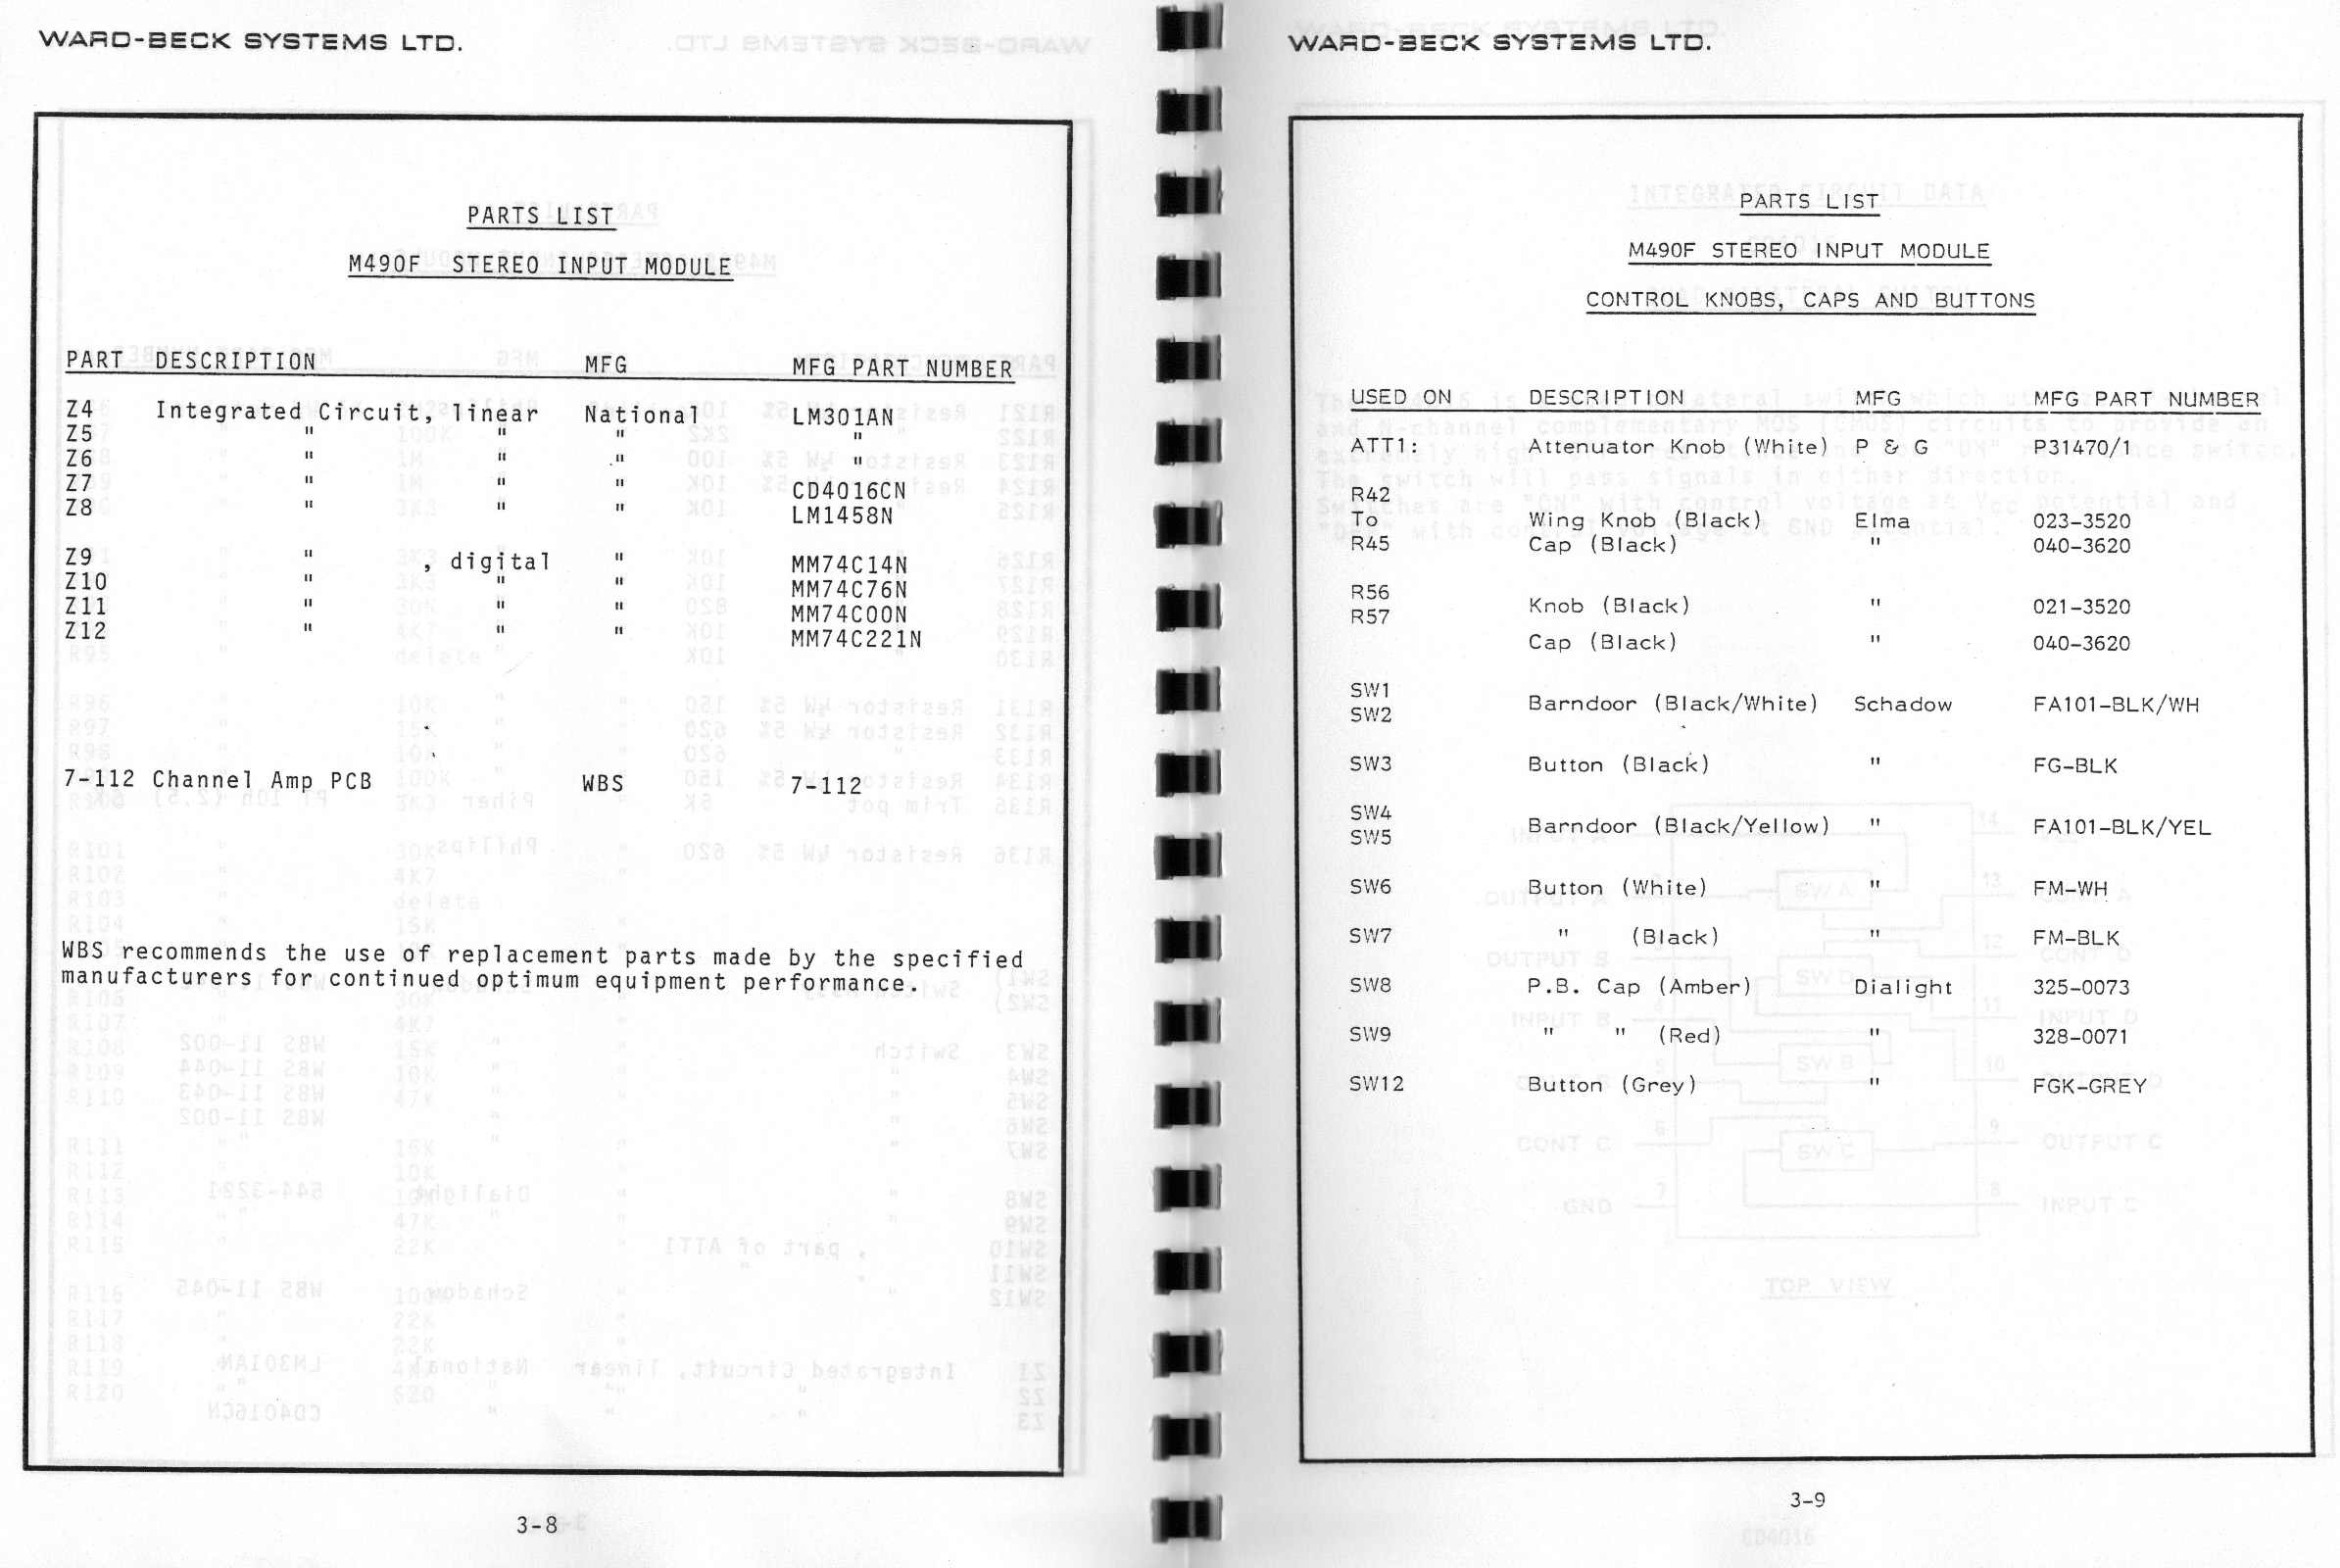 WARD-BECK SYSTEMS LTD.
PARTS LIST
M490F STEREO INPUT MODULE
PART DESCRIPTION MFG MFG PART NUMBER
Z4 Integrated Circuit, linear National LM301AN
Z5 " " " "
Z6 " " " "
Z7 " " " CD4016CN
Z8 " " " LM1458N
Z9 " , digital " MM74C14N
Z10 " " " MM74C76N
Z11 " " " MM74C00N
Z12 " " " MM74C221N
7-112 Channel Amp PCB WBS 7-112
WBS recommends the use of replacement parts made by the specified
manufacturers for continued optimum equipment performance.
3-8
WARD-BECK SYSTEMS LTD.
PARTS LIST
M490F STEREO INPUT MODULE
CONTROL KNOBS, CAPS AND BUTTONS
USED ON DESCRIPTION MFG MFG PART NUMBER
ATT1: Attenuator Knob (White) P & G P31470/1
R42
To Wing Knob (Black) Elma 023-3520
R45 Cap (Black) " 040-3620
R56
R57 Knob (Black) " 021-3520
Cap (Black) " 040-3620
SW1
SW2 Barndoor (Black/White) Schadow FA101-BLK/WH
SW3 Button (Black) " FG-BLK
SW4
SW5 Barndoor (Black/Yellow) " FA101-BLK/YEL
SW6 Button (White) " FM-WH
SW7 " (Black) " FM-BLK
SW8 P.B. Cap (Amber) Dialight 325-0073
SW9 " " (Red) " 328-0071
SW12 Button (Grey) " FGK-GREY
3-9